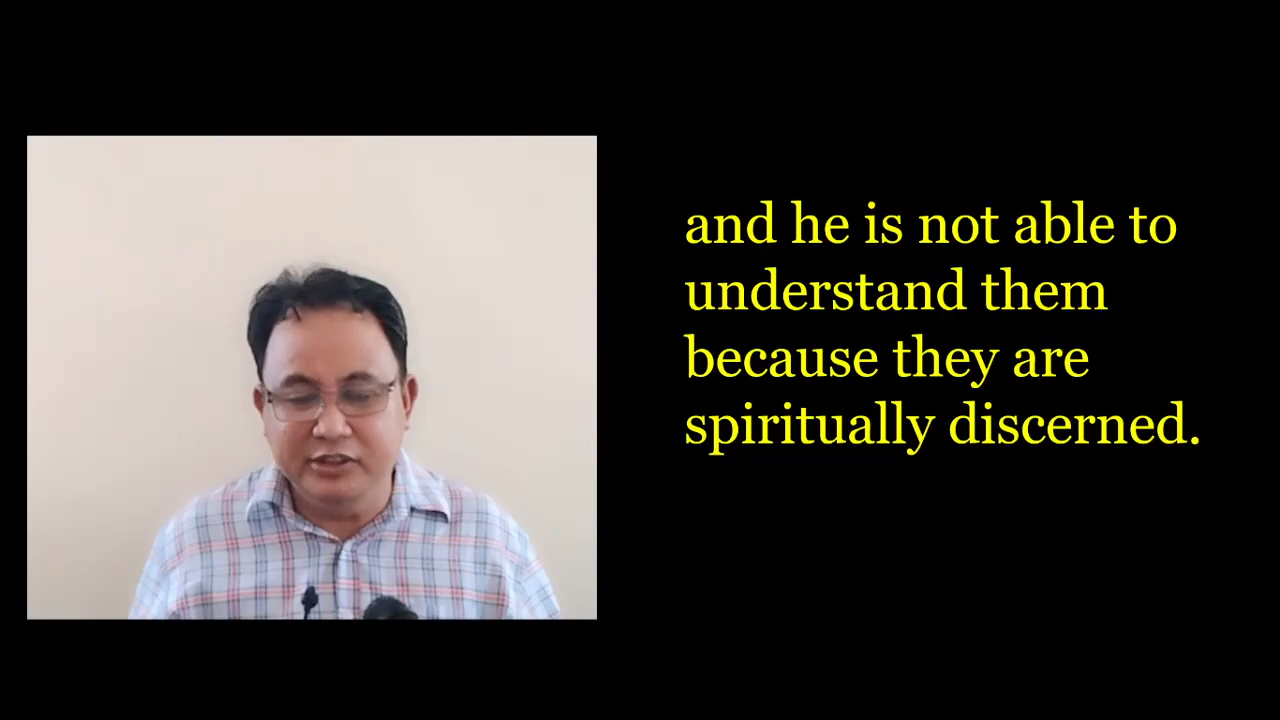 and he is not able to
understand them
because they are
spiritually discerned.